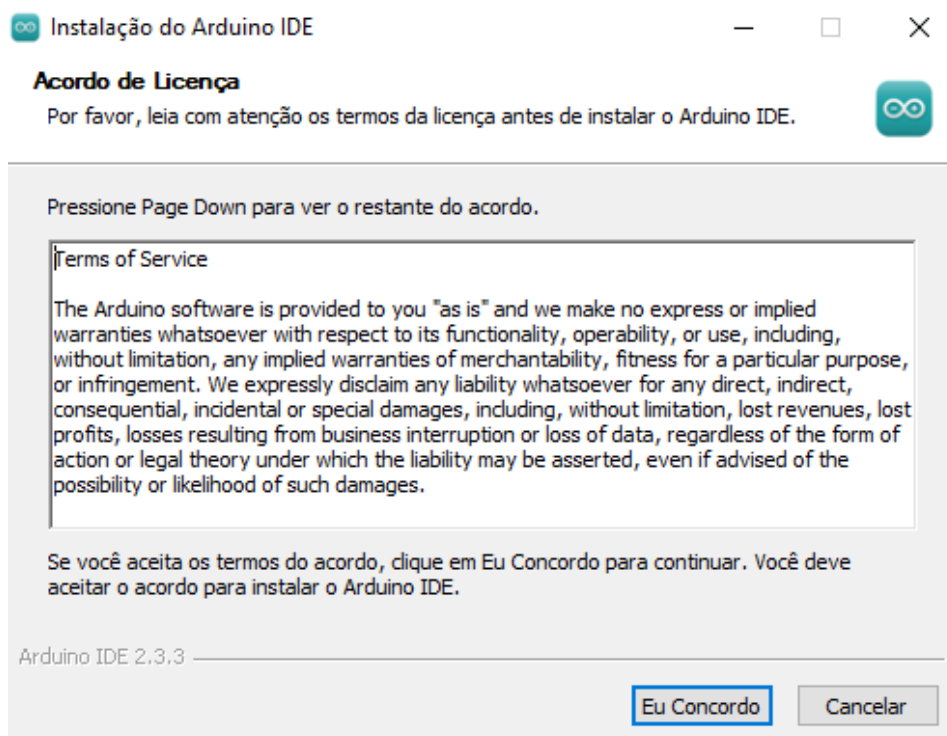 Instalação do Arduino IDE
Acordo de Licença
Por favor, leia com atenção os termos da licença antes de instalar o Arduino IDE.
Pressione Page Down para ver o restante do acordo.
Terms of Service
The Arduino software is provided to you "as is" and we make no express or implied
warranties whatsoever with respect to its functionality, operability, or use, including,
without limitation, any implied warranties of merchantability, fitness for a particular purpose,
or infringement. We expressly disclaim any liability whatsoever for any direct, indirect,
consequential, incidental or special damages, including, without limitation, lost revenues, lost
profits, losses resulting from business interruption or loss of data, regardless of the form of
action or legal theory under which the liability may be asserted, even if advised of the
possibility or likelihood of such damages.
Se você aceita os termos do acordo, clique em Eu Concordo para continuar. Você deve
aceitar o acordo para instalar o Arduino IDE.
Arduino IDE 2.3.3
Eu Concordo Cancelar